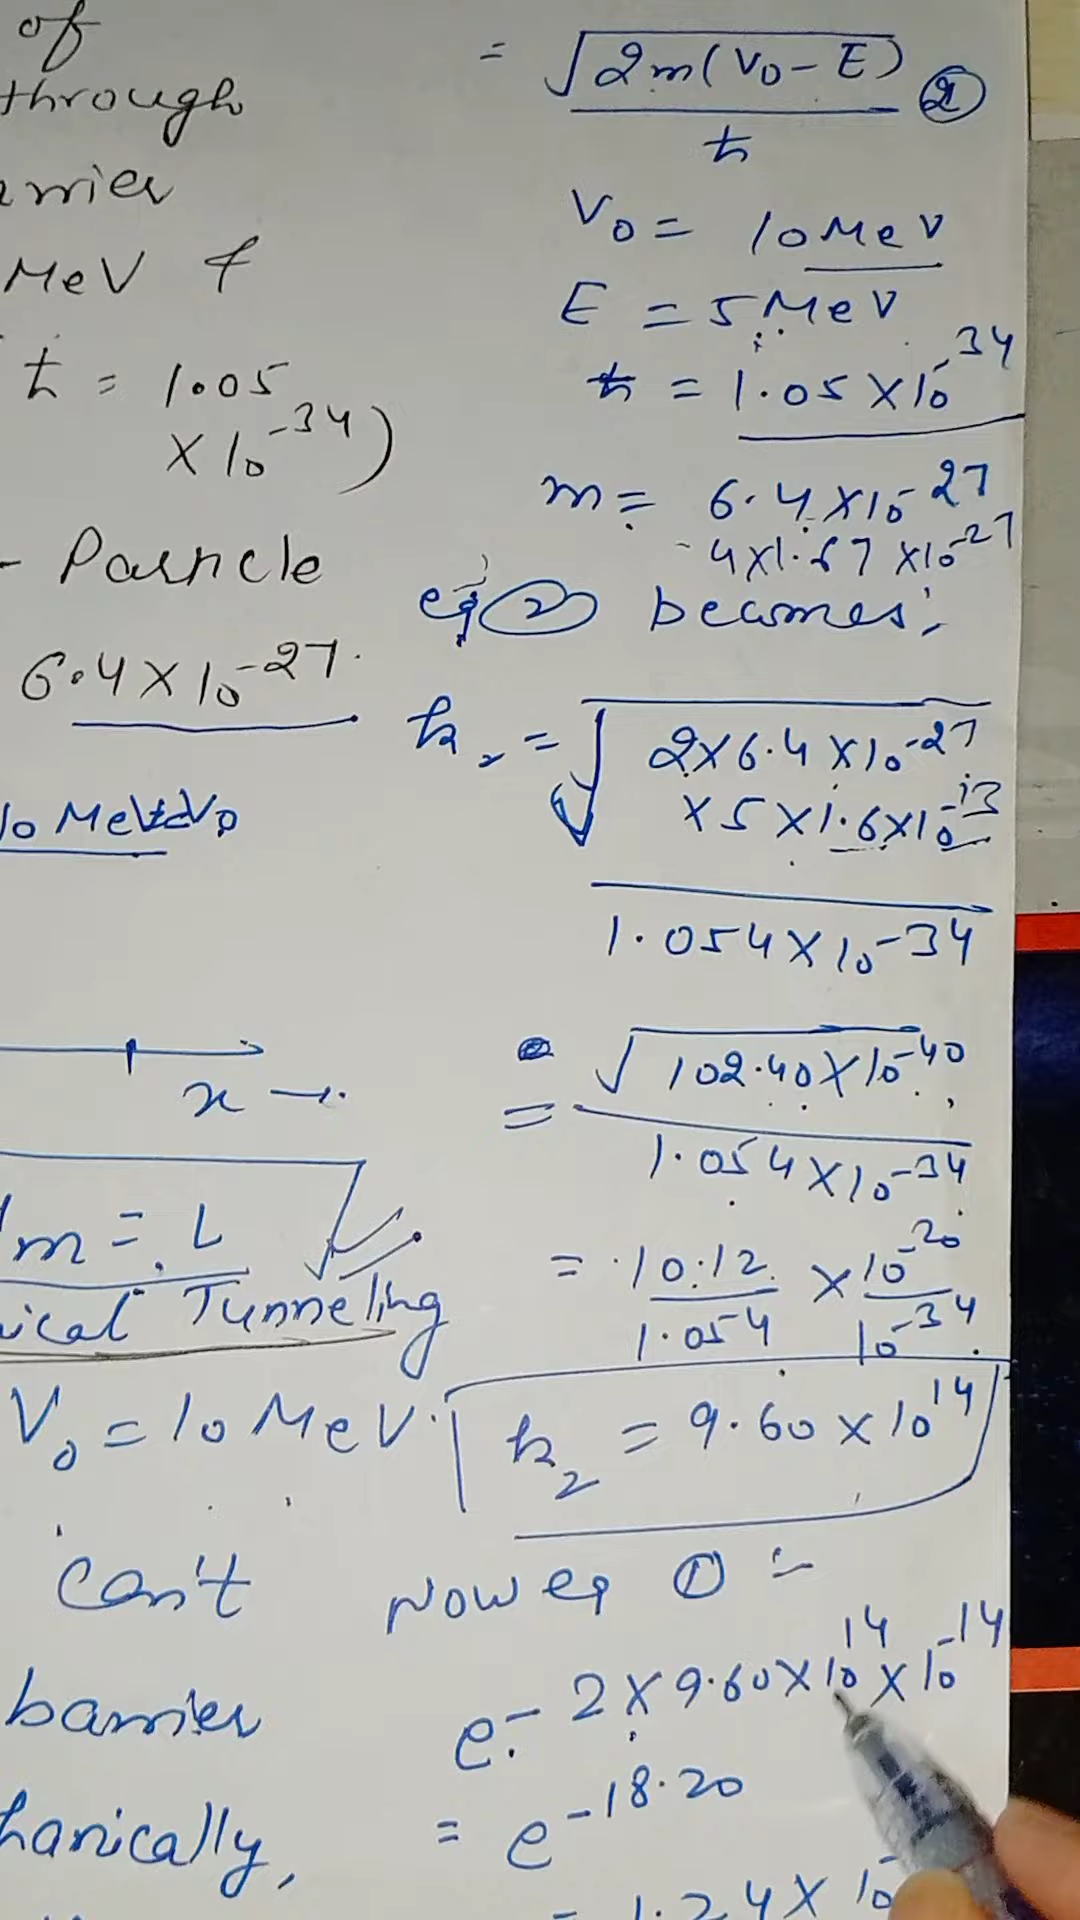 of
through
MeV &
ħ = 1.05
× 10⁻³⁴)
- Particle
6.4 × 10⁻²⁷.
10 MeV = V₀
x →
m = L
Tunneling
V₀ = 10 MeV.
can't
barrier
= √2m(V₀ - E) ②
ħ
V₀ = 10 MeV
E = 5 MeV
ħ = 1.05 × 10⁻³⁴
m = 6.4 × 10⁻²⁷
4×1.67 × 10⁻²⁷
eq ② becomes;
k₂ = √2×6.4×10⁻²⁷
×5×1.6×10⁻¹³
1.054×10⁻³⁴
= √102.40×10⁻⁴⁰
1.054×10⁻³⁴
= 10.12 × 10⁻²⁰
1.054 10⁻³⁴
k₂ = 9.60 × 10¹⁴
Now eq ① :-
e^- 2 × 9.60 × 10¹⁴ × 10⁻¹⁴
= e^-18.20
= 1.24 × 10